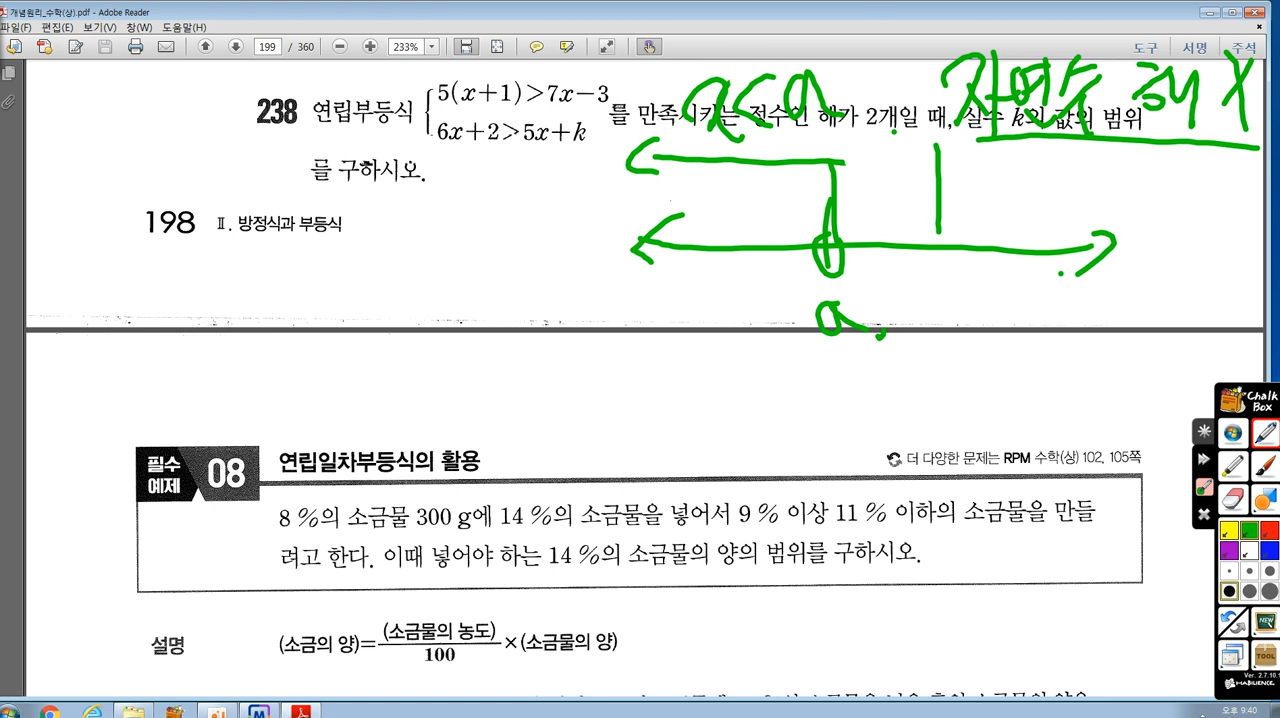 개념원리_수학(상).pdf - Adobe Reader
파일(F) 편집(E) 보기(V) 창(W) 도움말(H)
199 / 360 233% 도구 서명 주석
x<a 자연수 해 X
238 연립부등식 { 5(x+1)>7x-3 6x+2>5x+k 를 만족시키는 정수인 해가 2개일 때, 실수 k의 값의 범위
를 구하시오.
198 Ⅱ. 방정식과 부등식
a
Chalk Box
필수 예제 08 연립일차부등식의 활용 더 다양한 문제는 RPM 수학(상) 102, 105쪽
8 %의 소금물 300 g에 14 %의 소금물을 넣어서 9 % 이상 11 % 이하의 소금물을 만들
려고 한다. 이때 넣어야 하는 14 %의 소금물의 양의 범위를 구하시오.
설명 (소금의 양)=(소금물의 농도)/100×(소금물의 양)
NEW
TOOL
Ver. 2.7.10.
오후 9:40